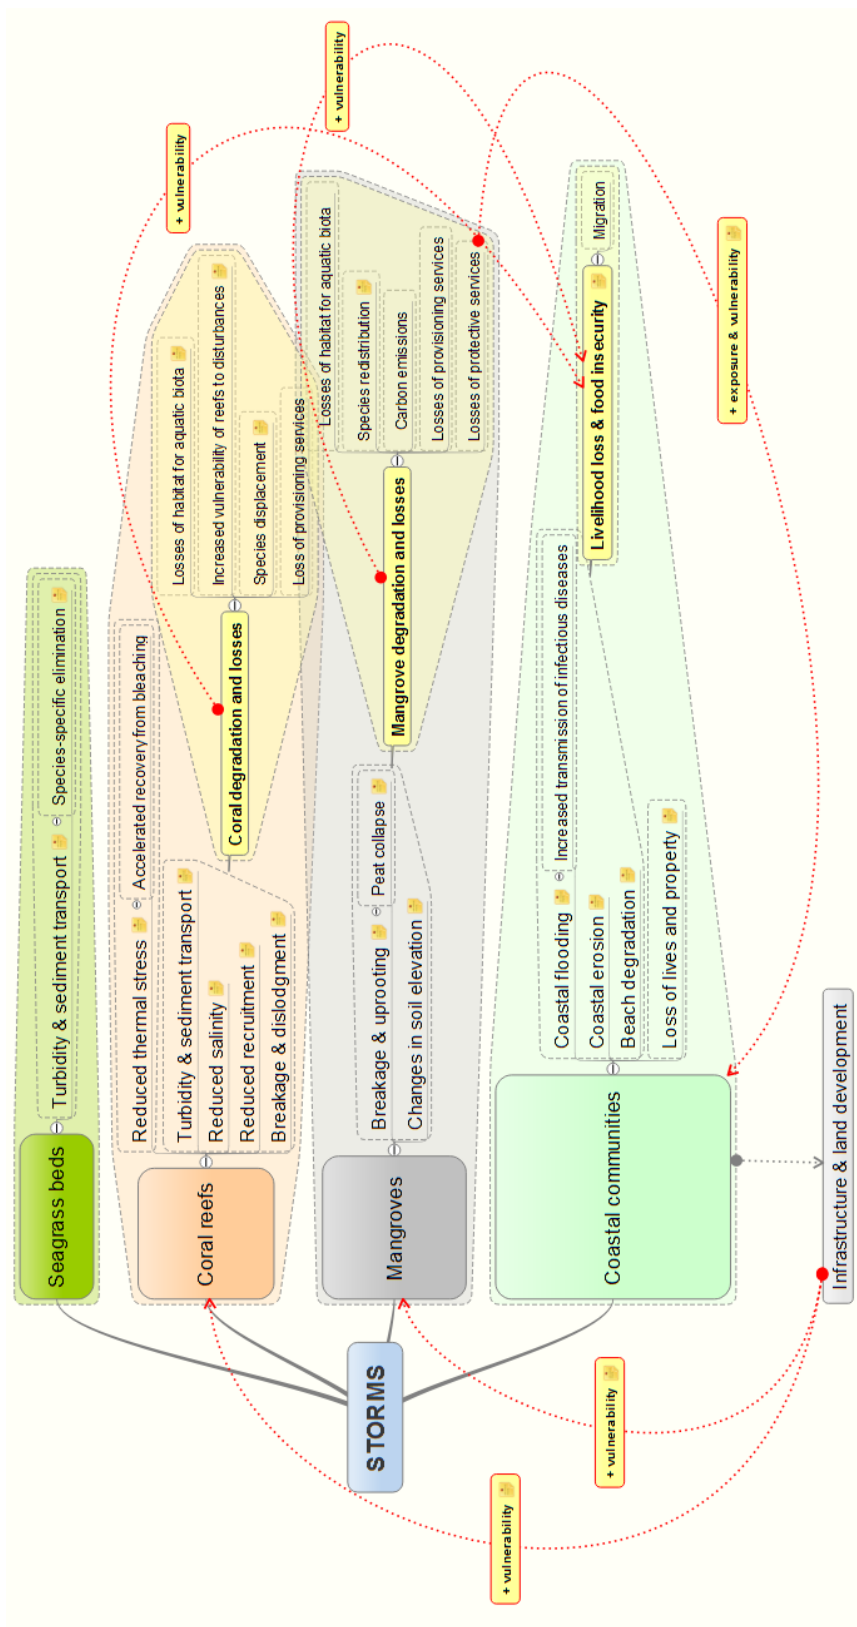 STORMS
Seagrass beds
Turbidity & sediment transport
Species-specific elimination
Coral reefs
Reduced thermal stress
Accelerated recovery from bleaching
Turbidity & sediment transport
Reduced salinity
Reduced recruitment
Breakage & dislodgment
Coral degradation and losses
Losses of habitat for aquatic biota
Increased vulnerability of reefs to disturbances
Species displacement
Loss of provisioning services
Mangroves
Breakage & uprooting
Peat collapse
Changes in soil elevation
Mangrove degradation and losses
Losses of habitat for aquatic biota
Species redistribution
Carbon emissions
Losses of provisioning services
Losses of protective services
Coastal communities
Coastal flooding
Increased transmission of infectious diseases
Coastal erosion
Beach degradation
Loss of lives and property
Livelihood loss & food insecurity
Migration
Infrastructure & land development
+ vulnerability
+ vulnerability
+ exposure & vulnerability
+ vulnerability
+ vulnerability